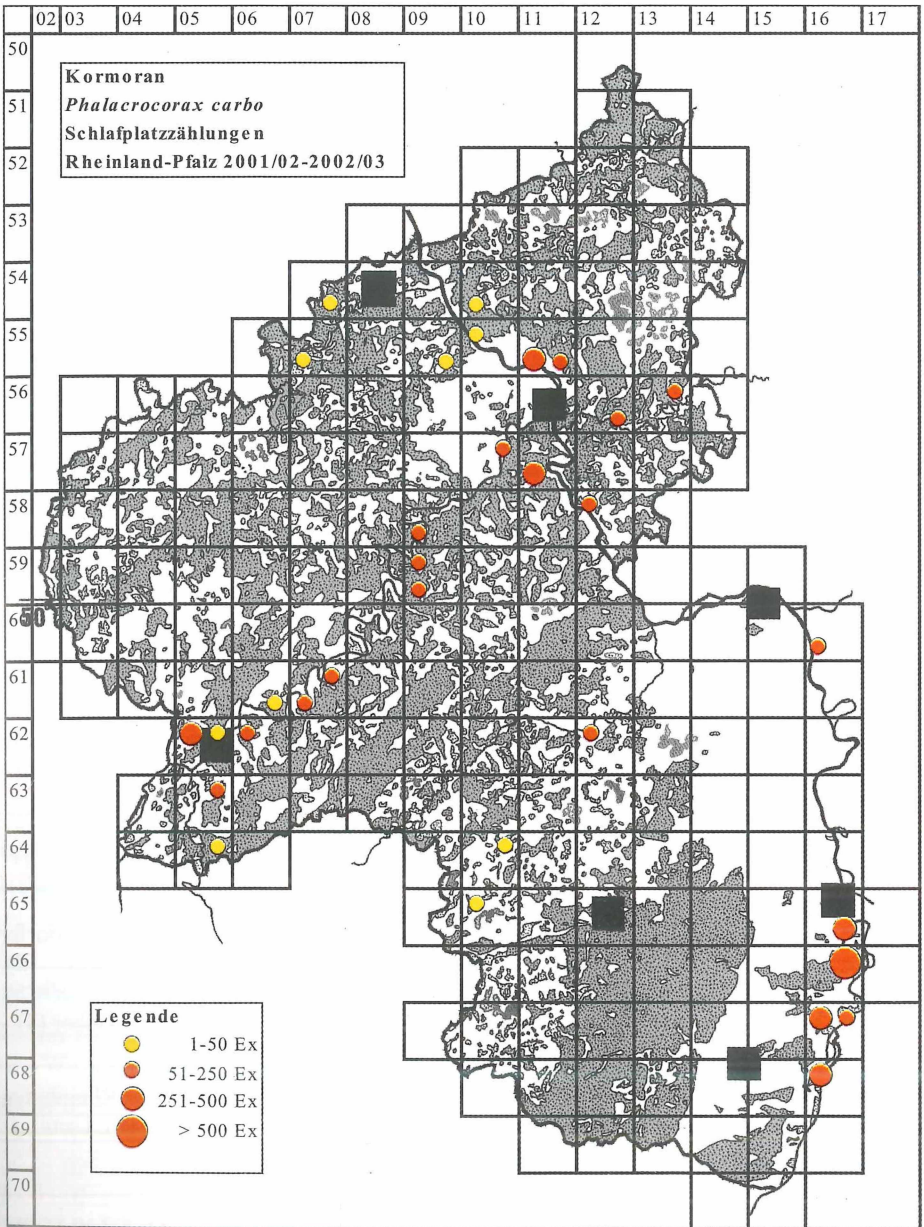 02 03 04 05 06 07 08 09 10 11 12 13 14 15 16 17
50
Kormoran
Phalacrocorax carbo
Schlafplatzzählungen
Rheinland-Pfalz 2001/02-2002/03
51
52
53
54
55
56
57
58
59
60
50
61
62
63
64
65
66
67
68
69
70
Legende
1-50 Ex
51-250 Ex
251-500 Ex
> 500 Ex